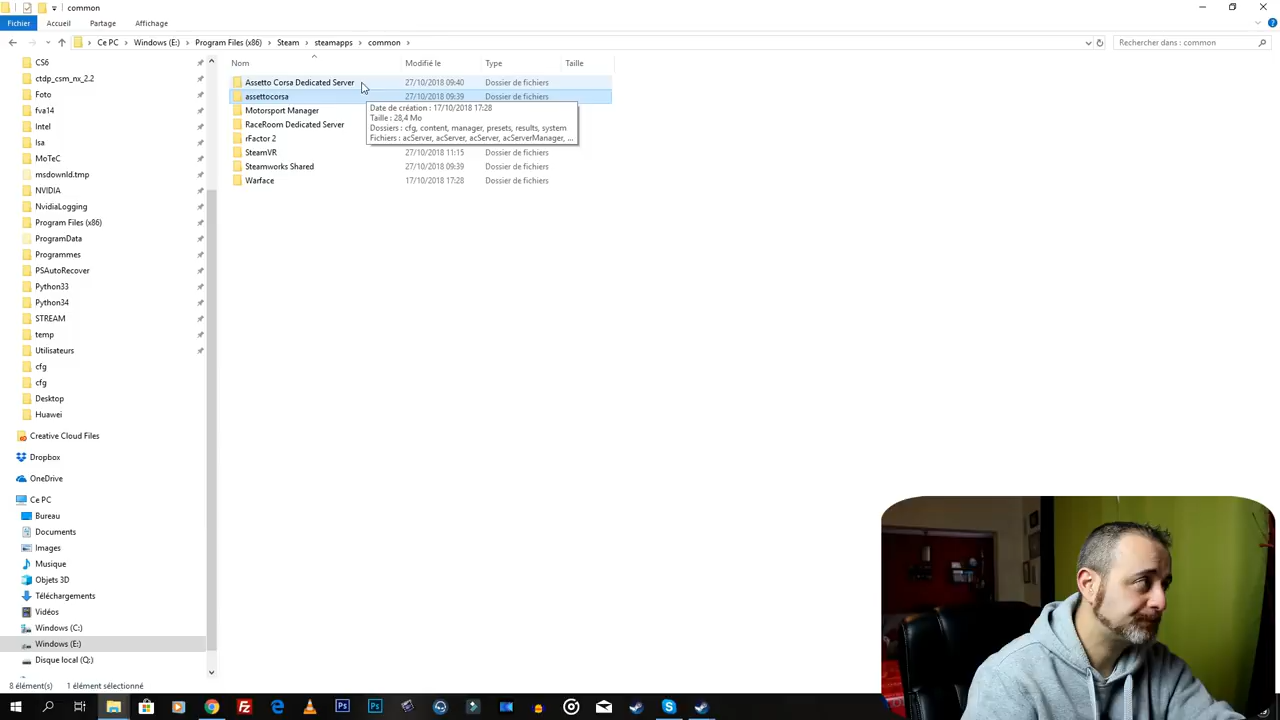 common
Fichier Accueil Partage Affichage
Ce PC Windows (E:) Program Files (x86) Steam steamapps common Rechercher dans : common
Nom Modifié le Type Taille
CS6
ctdp_csm_nx_2.2
Foto
fva14
Intel
Isa
MoTeC
msdownld.tmp
NVIDIA
NvidiaLogging
Program Files (x86)
ProgramData
Programmes
PSAutoRecover
Python33
Python34
STREAM
temp
Utilisateurs
cfg
cfg
Desktop
Huawei
Creative Cloud Files
Dropbox
OneDrive
Ce PC
Bureau
Documents
Images
Musique
Objets 3D
Téléchargements
Vidéos
Windows (C:)
Windows (E:)
Disque local (Q:)
Assetto Corsa Dedicated Server 27/10/2018 09:40 Dossier de fichiers
assettocorsa 27/10/2018 09:39 Dossier de fichiers
Motorsport Manager
RaceRoom Dedicated Server
rFactor 2
SteamVR 27/10/2018 11:15 Dossier de fichiers
Steamworks Shared 27/10/2018 09:39 Dossier de fichiers
Warface 17/10/2018 17:28 Dossier de fichiers
Date de création : 17/10/2018 17:28
Taille : 28,4 Mo
Dossiers : cfg, content, manager, presets, results, system
Fichiers : acServer, acServer, acServer, acServerManager, ...
8 élément(s) 1 élément sélectionné